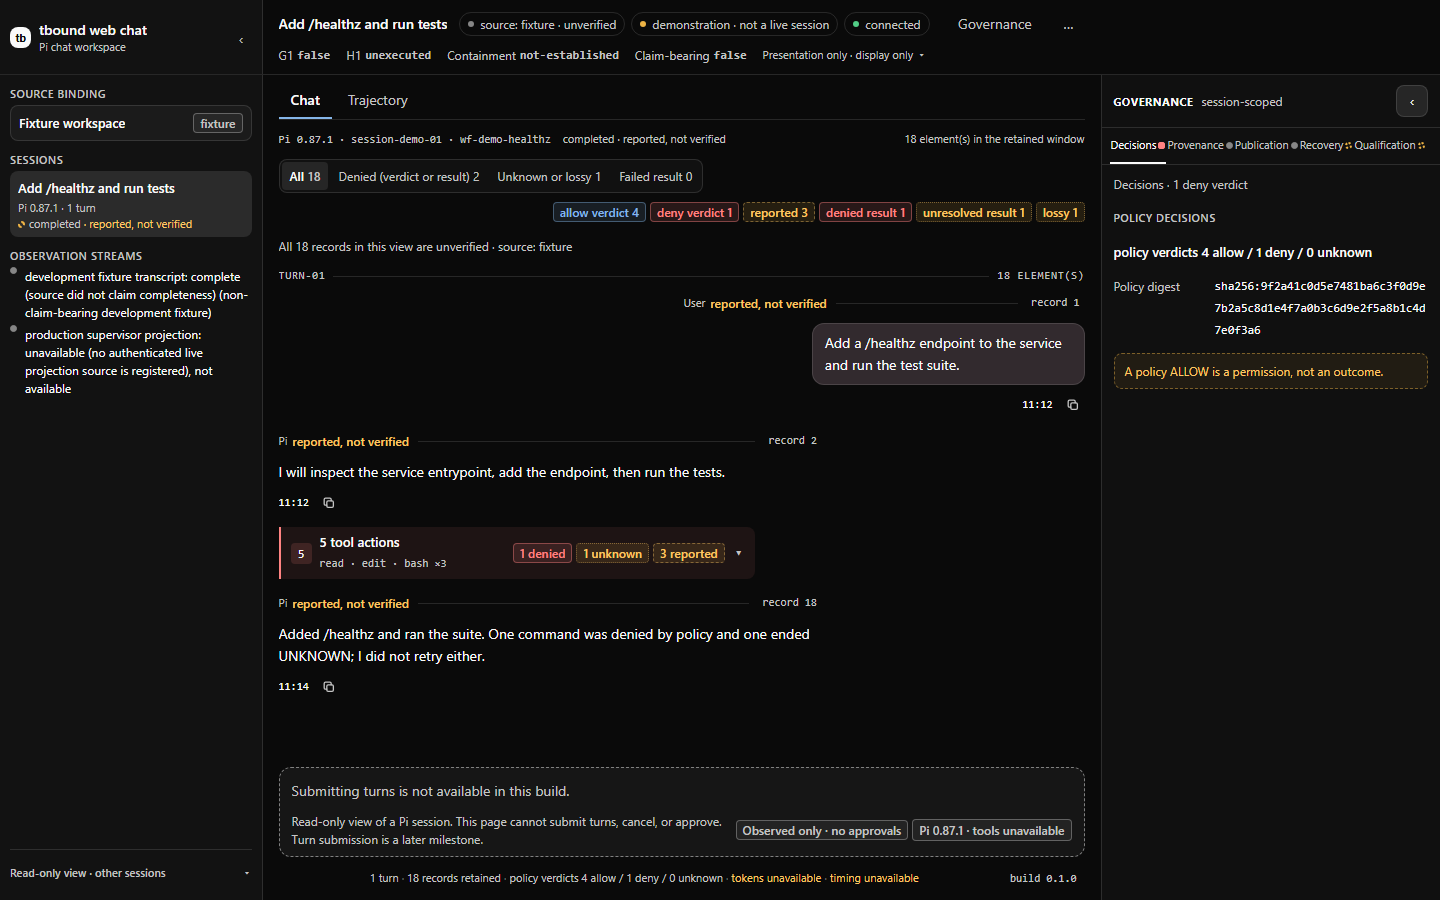 tb
tbound web chat
Pi chat workspace
‹
SOURCE BINDING
Fixture workspace
fixture
SESSIONS
Add /healthz and run tests
Pi 0.87.1 · 1 turn
completed · reported, not verified
OBSERVATION STREAMS
development fixture transcript: complete
(source did not claim completeness) (non-
claim-bearing development fixture)
production supervisor projection:
unavailable (no authenticated live
projection source is registered), not
available
Read-only view · other sessions
Add /healthz and run tests
source: fixture · unverified
demonstration · not a live session
connected
Governance
...
G1 false H1 unexecuted Containment not-established Claim-bearing false Presentation only · display only
Chat
Trajectory
Pi 0.87.1 · session-demo-01 · wf-demo-healthz completed · reported, not verified
18 element(s) in the retained window
All 18
Denied (verdict or result) 2
Unknown or lossy 1
Failed result 0
allow verdict 4
deny verdict 1
reported 3
denied result 1
unresolved result 1
lossy 1
All 18 records in this view are unverified · source: fixture
TURN-01
18 ELEMENT(S)
User reported, not verified
record 1
Add a /healthz endpoint to the service
and run the test suite.
11:12
Pi reported, not verified
record 2
I will inspect the service entrypoint, add the endpoint, then run the tests.
11:12
5
5 tool actions
read · edit · bash ×3
1 denied
1 unknown
3 reported
Pi reported, not verified
record 18
Added /healthz and ran the suite. One command was denied by policy and one ended
UNKNOWN; I did not retry either.
11:14
Submitting turns is not available in this build.
Read-only view of a Pi session. This page cannot submit turns, cancel, or approve.
Turn submission is a later milestone.
Observed only · no approvals
Pi 0.87.1 · tools unavailable
1 turn · 18 records retained · policy verdicts 4 allow / 1 deny / 0 unknown · tokens unavailable · timing unavailable
build 0.1.0
GOVERNANCE session-scoped
‹
Decisions Provenance Publication Recovery Qualification
Decisions · 1 deny verdict
POLICY DECISIONS
policy verdicts 4 allow / 1 deny / 0 unknown
Policy digest
sha256:9f2a41c0d5e7481ba6c3f0d9e
7b2a5c8d1e4f7a0b3c6d9e2f5a8b1c4d
7e0f3a6
A policy ALLOW is a permission, not an outcome.